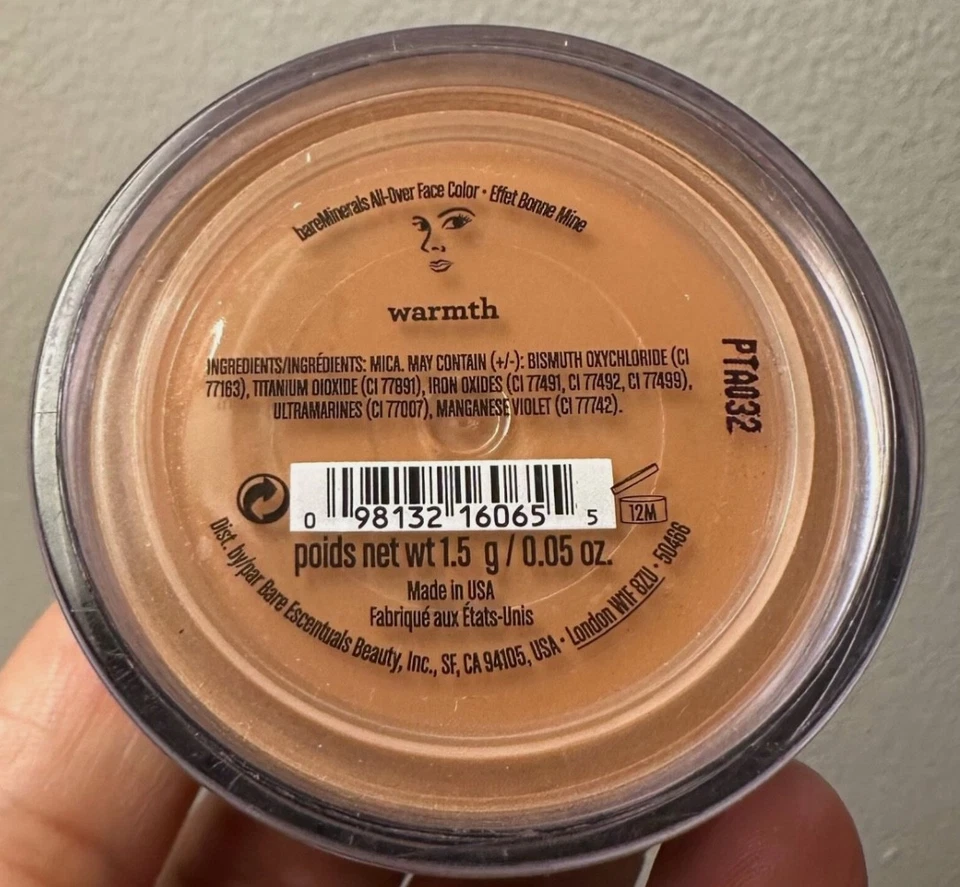 bareMinerals All-Over Face Color • Effet Bonne Mine
warmth
INGREDIENTS/INGRÉDIENTS: MICA. MAY CONTAIN (+/-): BISMUTH OXYCHLORIDE (CI
77163), TITANIUM DIOXIDE (CI 77891), IRON OXIDES (CI 77491, CI 77492, CI 77499),
ULTRAMARINES (CI 77007), MANGANESE VIOLET (CI 77742).
PTA032
0 98132 16065 5
12M
poids net wt 1.5 g / 0.05 oz.
Made in USA
Fabriqué aux États-Unis
Dist. by/par Bare Escentuals Beauty, Inc., SF, CA 94105, USA • London W1F 8ZU • 50466